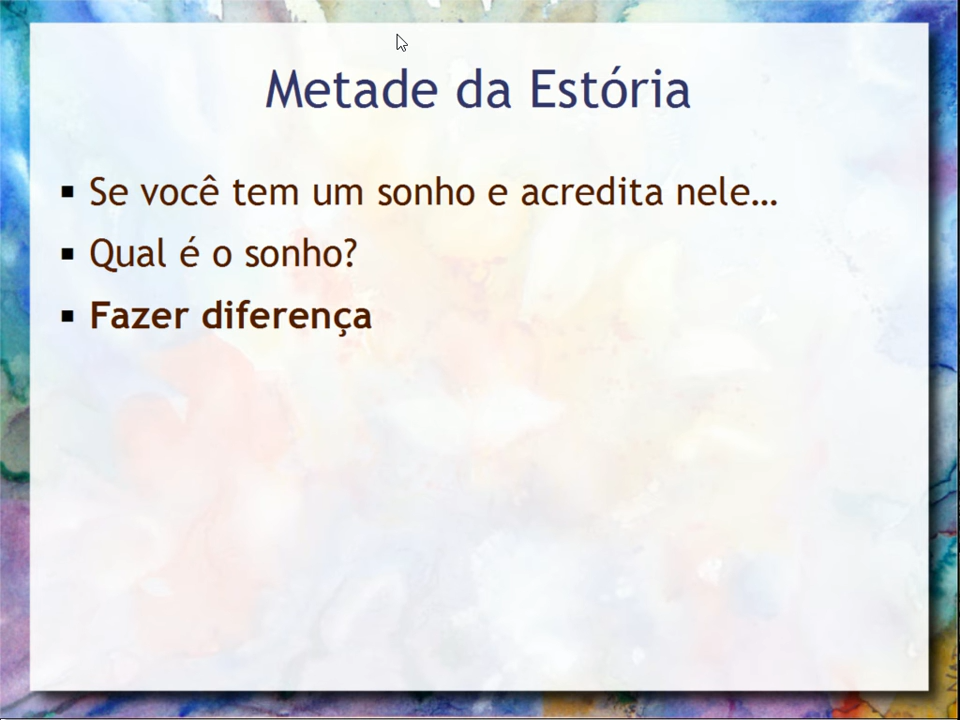 Metade da Estória
Se você tem um sonho e acredita nele…
Qual é o sonho?
Fazer diferença